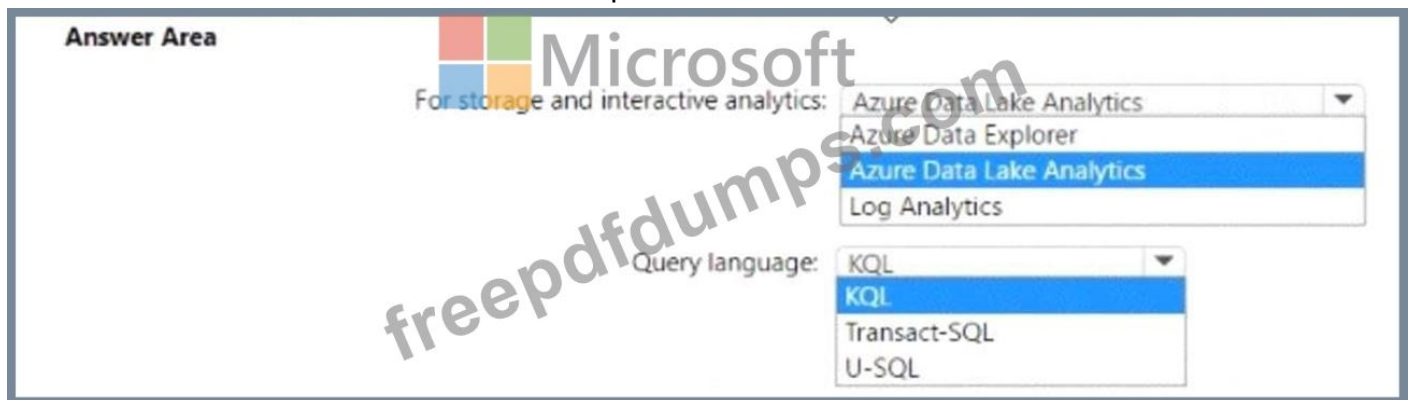 Answer Area
Microsoft
For storage and interactive analytics: Azure Data Lake Analytics
Azure Data Explorer
Azure Data Lake Analytics
Log Analytics
Query language: KQL
KQL
Transact-SQL
U-SQL
freepdfdumps.com